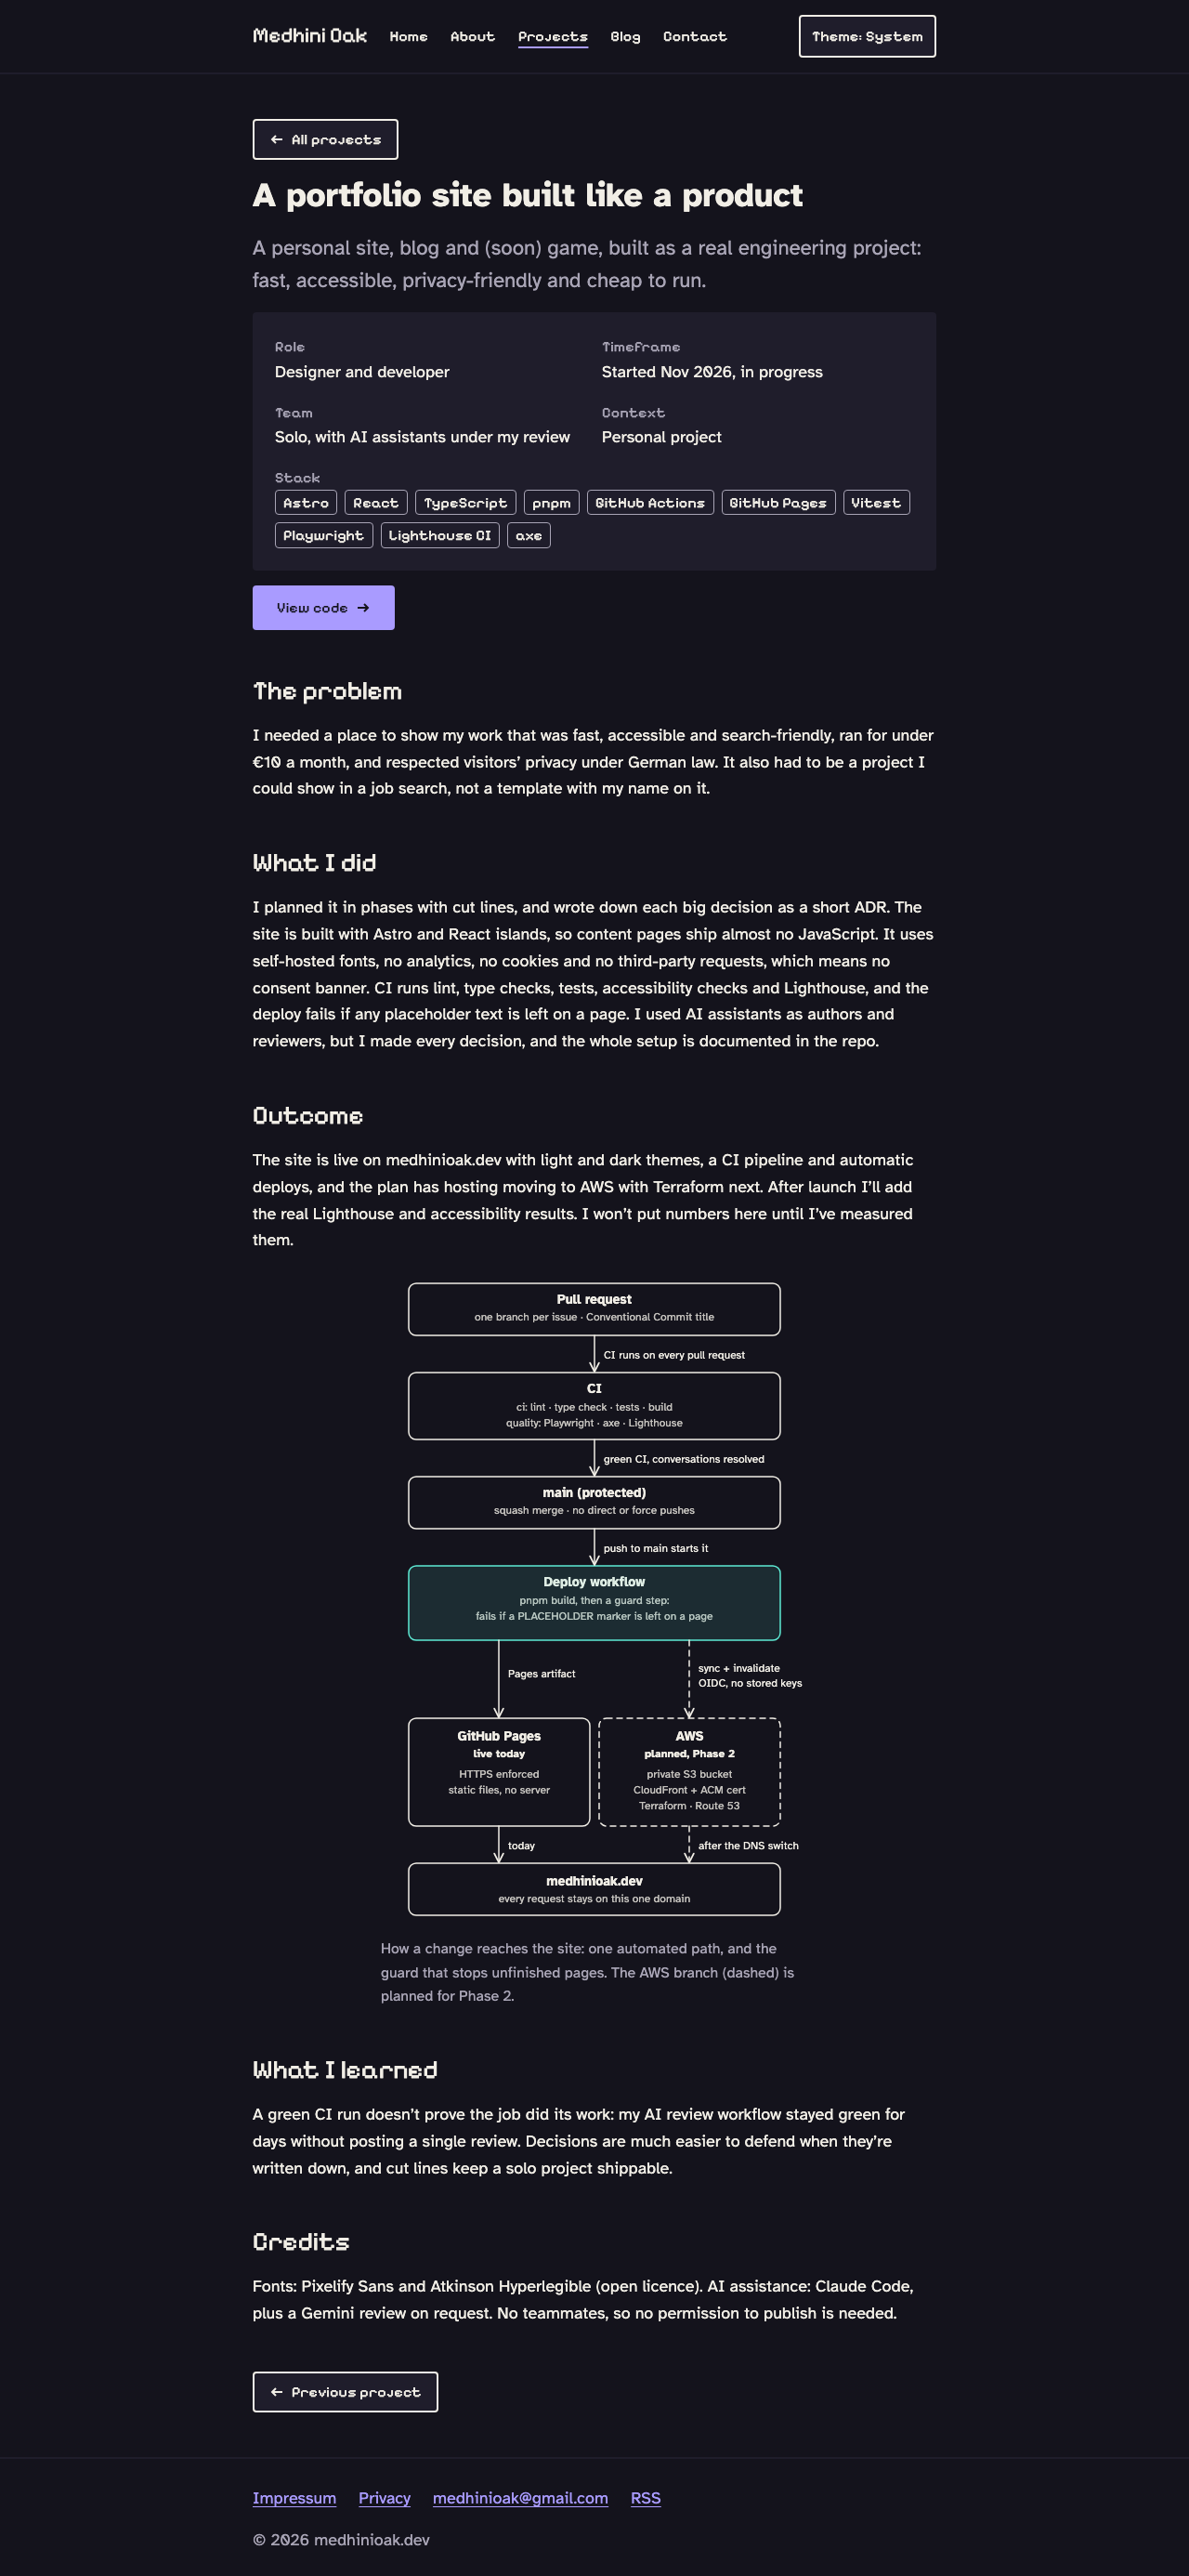 Medhini Oak Home About Projects Blog Contact Theme: System
← All projects
A portfolio site built like a product
A personal site, blog and (soon) game, built as a real engineering project:
fast, accessible, privacy-friendly and cheap to run.
Role
Designer and developer
Timeframe
Started Nov 2026, in progress
Team
Solo, with AI assistants under my review
Context
Personal project
Stack
Astro React TypeScript pnpm GitHub Actions GitHub Pages Vitest
Playwright Lighthouse CI axe
View code →
The problem
I needed a place to show my work that was fast, accessible and search-friendly, ran for under
€10 a month, and respected visitors’ privacy under German law. It also had to be a project I
could show in a job search, not a template with my name on it.
What I did
I planned it in phases with cut lines, and wrote down each big decision as a short ADR. The
site is built with Astro and React islands, so content pages ship almost no JavaScript. It uses
self-hosted fonts, no analytics, no cookies and no third-party requests, which means no
consent banner. CI runs lint, type checks, tests, accessibility checks and Lighthouse, and the
deploy fails if any placeholder text is left on a page. I used AI assistants as authors and
reviewers, but I made every decision, and the whole setup is documented in the repo.
Outcome
The site is live on medhinioak.dev with light and dark themes, a CI pipeline and automatic
deploys, and the plan has hosting moving to AWS with Terraform next. After launch I’ll add
the real Lighthouse and accessibility results. I won’t put numbers here until I’ve measured
them.
Pull request
one branch per issue · Conventional Commit title
CI runs on every pull request
CI
ci: lint · type check · tests · build
quality: Playwright · axe · Lighthouse
green CI, conversations resolved
main (protected)
squash merge · no direct or force pushes
push to main starts it
Deploy workflow
pnpm build, then a guard step:
fails if a PLACEHOLDER marker is left on a page
Pages artifact
sync + invalidate
OIDC, no stored keys
GitHub Pages
live today
HTTPS enforced
static files, no server
AWS
planned, Phase 2
private S3 bucket
CloudFront + ACM cert
Terraform · Route 53
today
after the DNS switch
medhinioak.dev
every request stays on this one domain
How a change reaches the site: one automated path, and the
guard that stops unfinished pages. The AWS branch (dashed) is
planned for Phase 2.
What I learned
A green CI run doesn’t prove the job did its work: my AI review workflow stayed green for
days without posting a single review. Decisions are much easier to defend when they’re
written down, and cut lines keep a solo project shippable.
Credits
Fonts: Pixelify Sans and Atkinson Hyperlegible (open licence). AI assistance: Claude Code,
plus a Gemini review on request. No teammates, so no permission to publish is needed.
← Previous project
Impressum Privacy medhinioak@gmail.com RSS
© 2026 medhinioak.dev